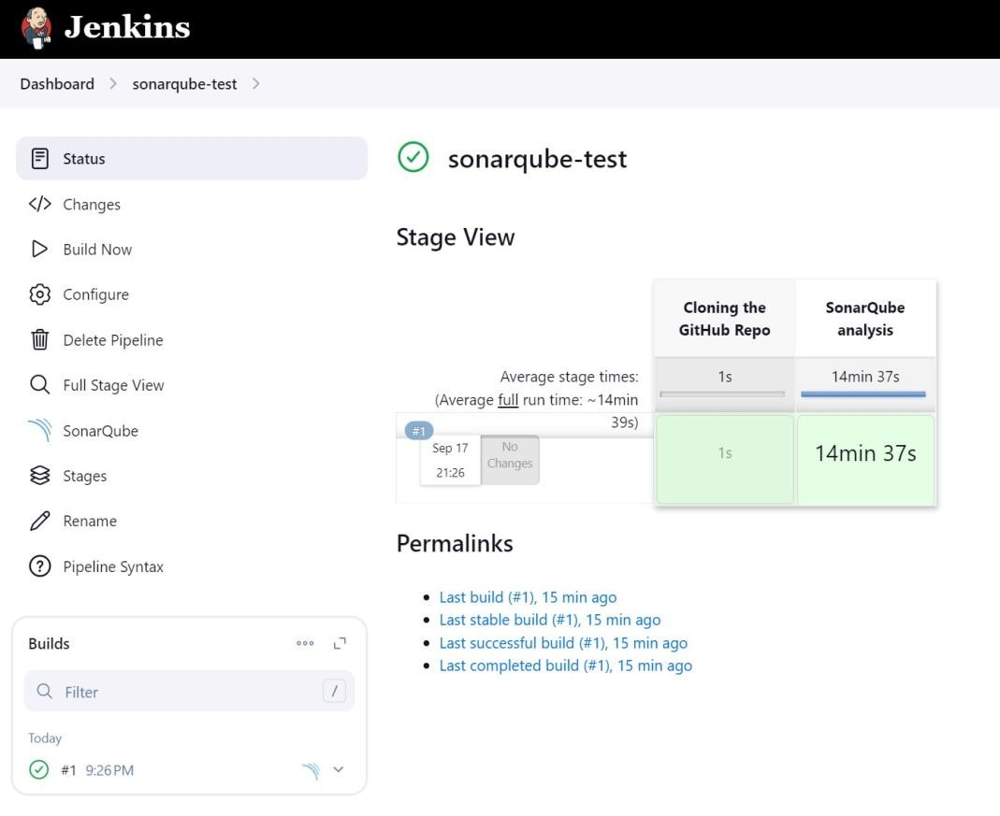 Jenkins
Dashboard
sonarqube-test
Status
Changes
Build Now
Configure
Delete Pipeline
Full Stage View
SonarQube
Stages
Rename
Pipeline Syntax
Builds
Filter
/
Today
#1 9:26 PM
sonarqube-test
Stage View
Cloning the
GitHub Repo
SonarQube
analysis
Average stage times:
(Average full run time: ~14min
39s)
1s
14min 37s
#1
Sep 17
21:26
No
Changes
1s
14min 37s
Permalinks
Last build (#1), 15 min ago
Last stable build (#1), 15 min ago
Last successful build (#1), 15 min ago
Last completed build (#1), 15 min ago